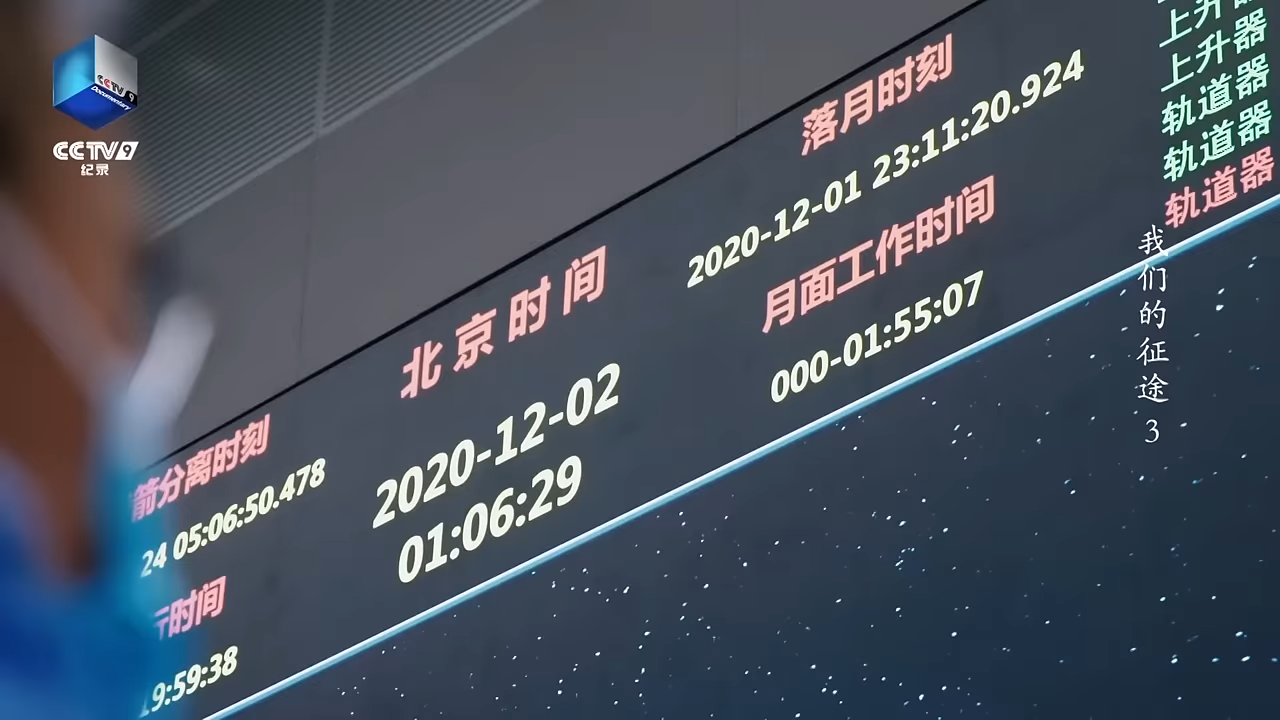 CCTV 9
Documentary
CCTV9
纪录
箭分离时刻
24 05:06:50.478
时间
9:59:38
北京时间
2020-12-02
01:06:29
落月时刻
2020-12-01 23:11:20.924
月面工作时间
000-01:55:07
上升
上升器
轨道器
轨道器
轨道器
我们的征途3